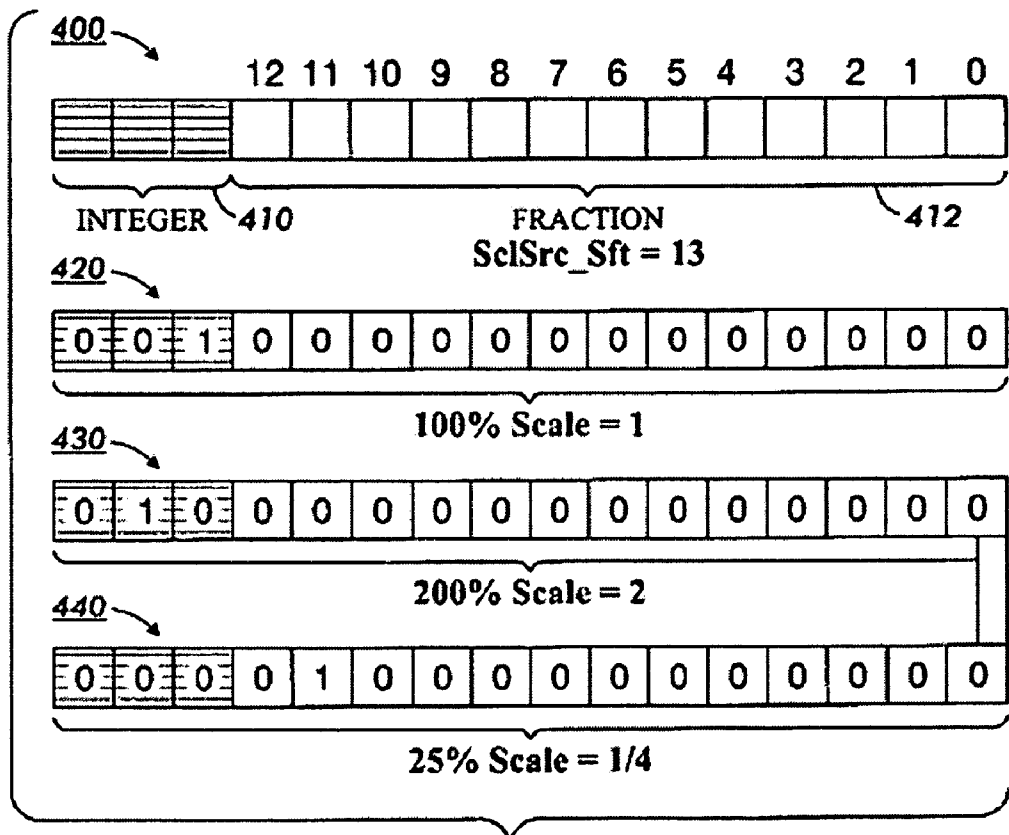 400
12 11 10 9 8 7 6 5 4 3 2 1 0
INTEGER 410 FRACTION 412
SclSrc_Sft = 13
420
0 0 1 0 0 0 0 0 0 0 0 0 0 0 0 0
100% Scale = 1
430
0 1 0 0 0 0 0 0 0 0 0 0 0 0 0 0
200% Scale = 2
440
0 0 0 0 1 0 0 0 0 0 0 0 0 0 0 0
25% Scale = 1/4